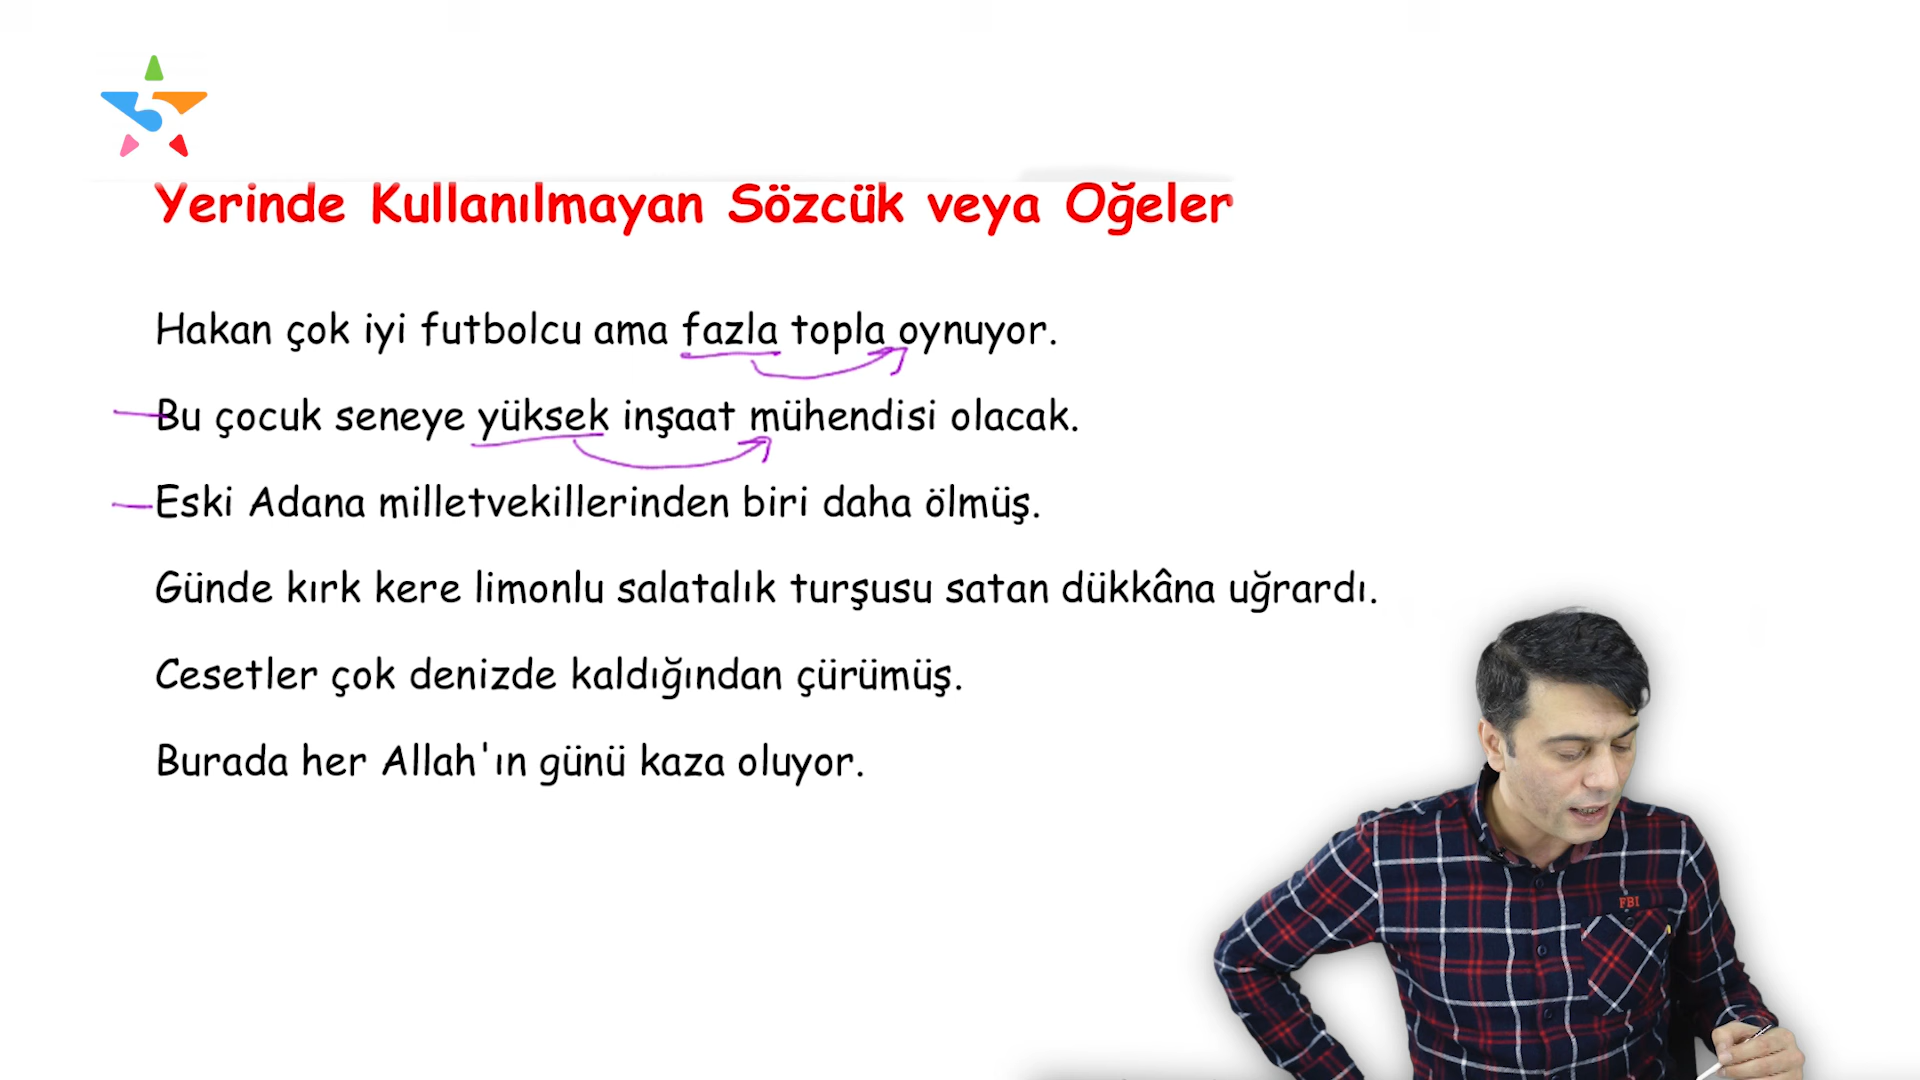 Yerinde Kullanılmayan Sözcük veya Öğeler
Hakan çok iyi futbolcu ama fazla topla oynuyor.
Bu çocuk seneye yüksek inşaat mühendisi olacak.
Eski Adana milletvekillerinden biri daha ölmüş.
Günde kırk kere limonlu salatalık turşusu satan dükkâna uğrardı.
Cesetler çok denizde kaldığından çürümüş.
Burada her Allah'ın günü kaza oluyor.
FBI